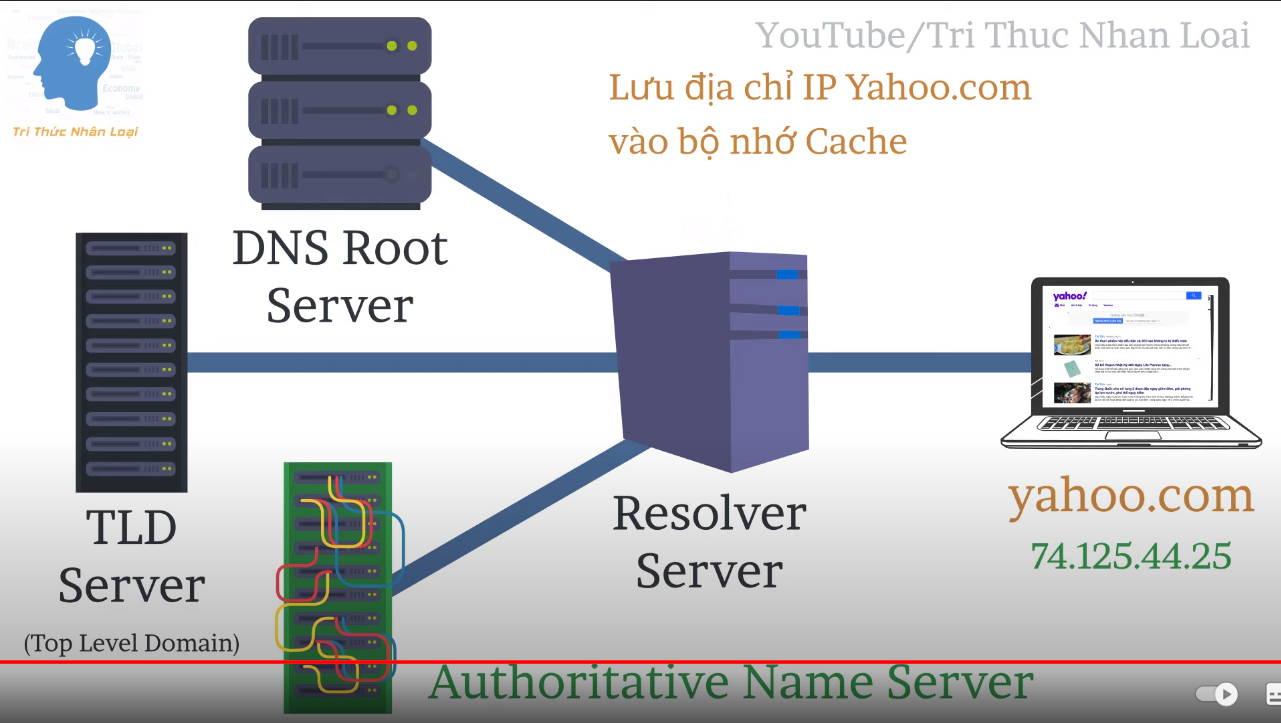 YouTube/Tri Thuc Nhan Loai
Lưu địa chỉ IP Yahoo.com
vào bộ nhớ Cache
Economy
Tri Thức Nhân Loại
DNS Root
Server
yahoo!
TLD
Server
(Top Level Domain)
Resolver
Server
yahoo.com
74.125.44.25
Authoritative Name Server